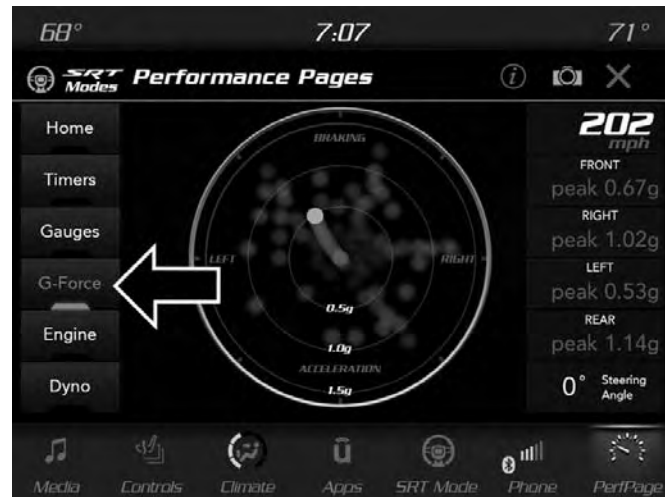 68° 7:07 71°
SRT Modes Performance Pages i
Home
Timers
Gauges
G-Force
Engine
Dyno
BRAKING
LEFT
RIGHT
0.5g
1.0g
ACCELERATION
1.5g
202
mph
FRONT
peak 0.67g
RIGHT
peak 1.02g
LEFT
peak 0.53g
REAR
peak 1.14g
0° Steering Angle
Media Controls Climate Apps SRT Mode Phone PerfPage